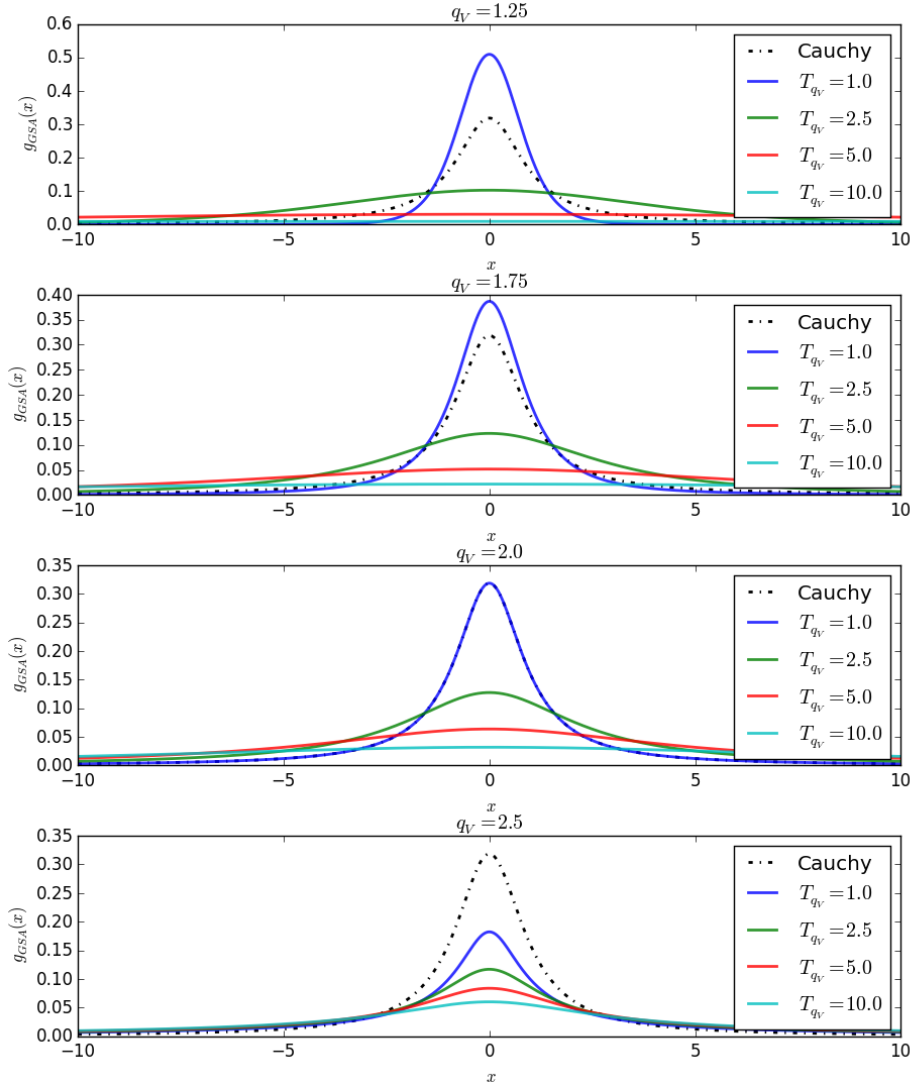 q_V = 1.25
0.6
0.5
0.4
0.3
0.2
0.1
0.0
g_GSA(x)
Cauchy
T_qV = 1.0
T_qV = 2.5
T_qV = 5.0
T_qV = 10.0
−10 −5 0 5 10
x
q_V = 1.75
0.40
0.35
0.30
0.25
0.20
0.15
0.10
0.05
0.00
g_GSA(x)
Cauchy
T_qV = 1.0
T_qV = 2.5
T_qV = 5.0
T_qV = 10.0
−10 −5 0 5 10
x
q_V = 2.0
0.35
0.30
0.25
0.20
0.15
0.10
0.05
0.00
g_GSA(x)
Cauchy
T_qV = 1.0
T_qV = 2.5
T_qV = 5.0
T_qV = 10.0
−10 −5 0 5 10
x
q_V = 2.5
0.35
0.30
0.25
0.20
0.15
0.10
0.05
0.00
g_GSA(x)
Cauchy
T_qV = 1.0
T_qV = 2.5
T_qV = 5.0
T_qV = 10.0
−10 −5 0 5 10
x